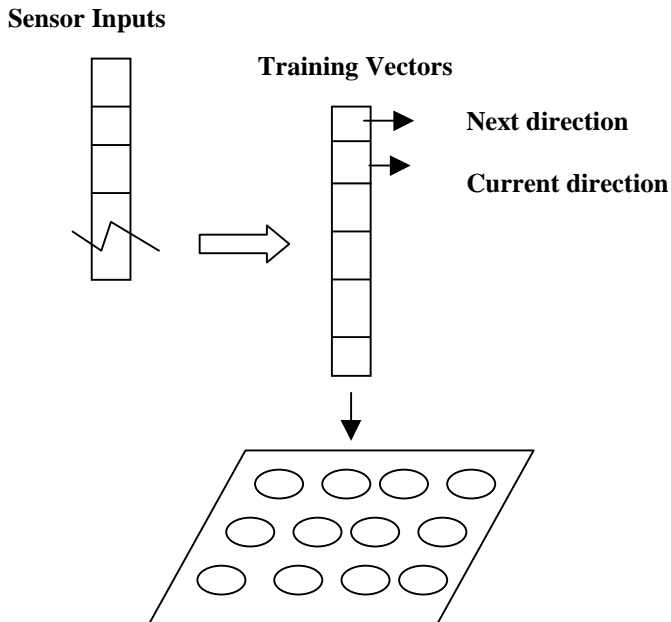 Sensor Inputs
Training Vectors
Next direction
Current direction